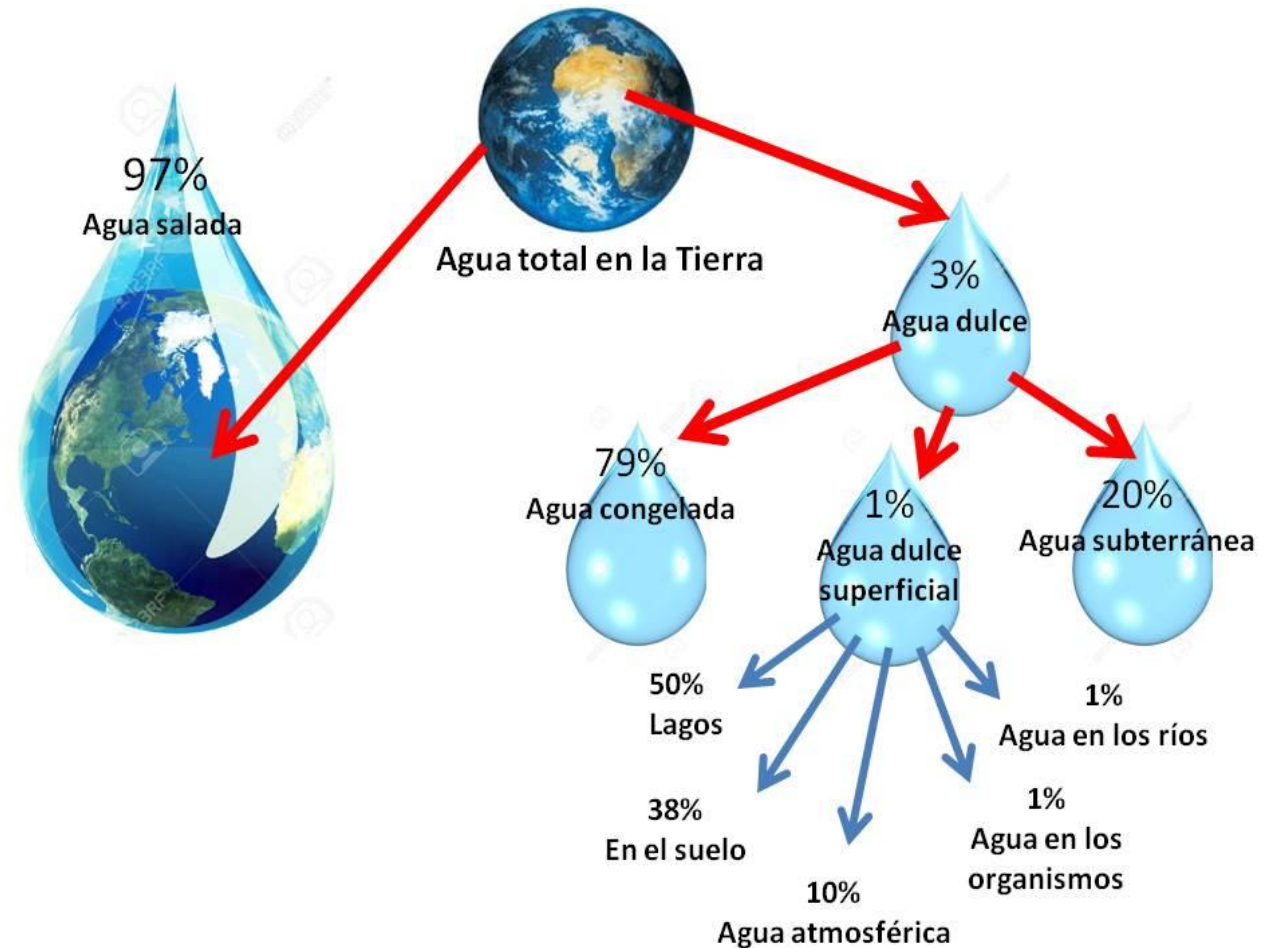 97%
Agua salada
Agua total en la Tierra
3%
Agua dulce
79%
Agua congelada
1%
Agua dulce
superficial
20%
Agua subterránea
50%
Lagos
38%
En el suelo
10%
Agua atmosférica
1%
Agua en los
organismos
1%
Agua en los ríos
123RF
123RF